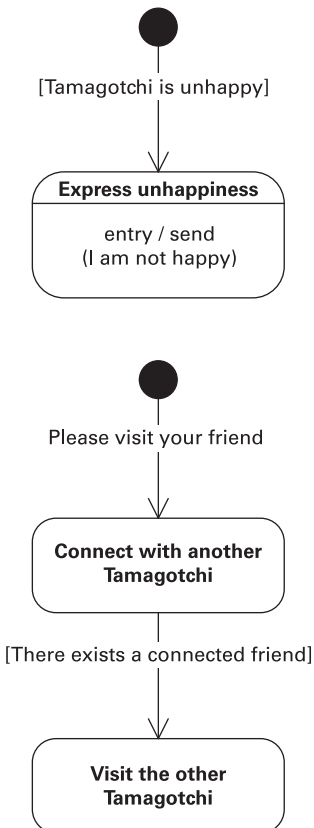 [Tamagotchi is unhappy]
Express unhappiness
entry / send
(I am not happy)
Please visit your friend
Connect with another
Tamagotchi
[There exists a connected friend]
Visit the other
Tamagotchi